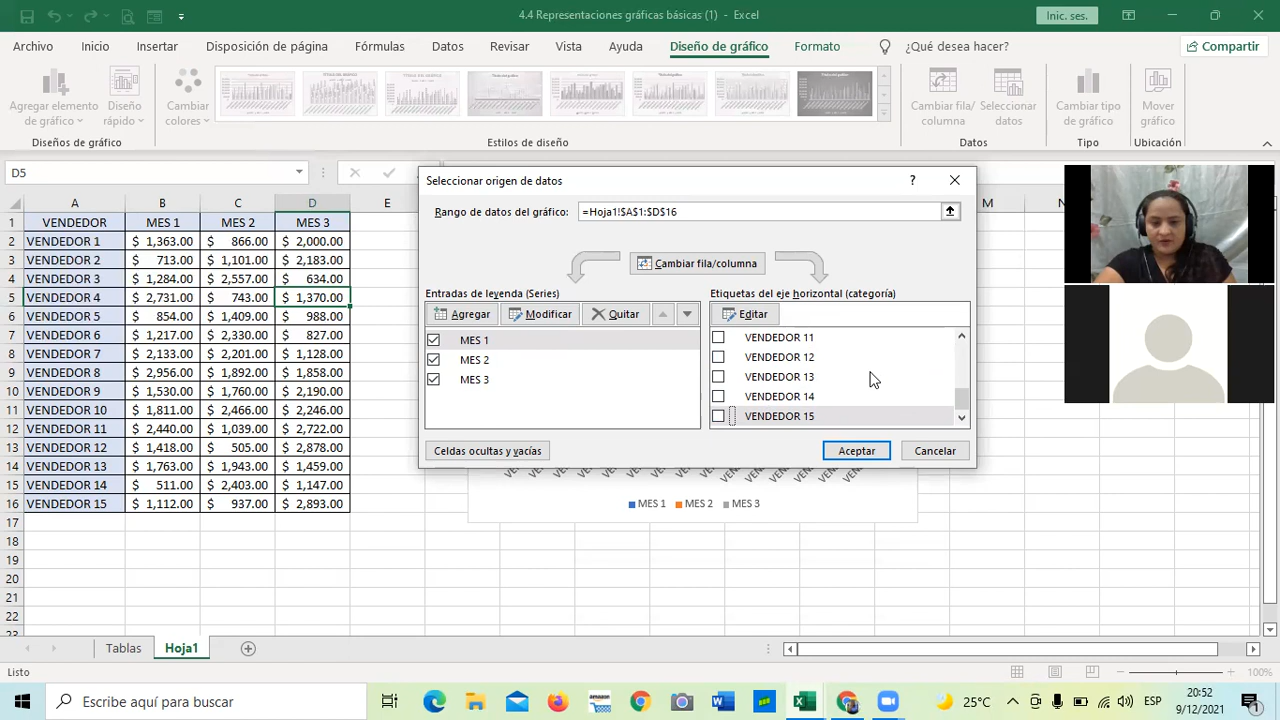 4.4 Representaciones gráficas básicas (1) - Excel
Inic. ses.
Archivo Inicio Insertar Disposición de página Fórmulas Datos Revisar Vista Ayuda Diseño de gráfico Formato ¿Qué desea hacer? Compartir
Agregar elemento de gráfico
Diseño rápido
Cambiar colores
Cambiar fila/ columna
Seleccionar datos
Cambiar tipo de gráfico
Mover gráfico
Diseños de gráfico Estilos de diseño Datos Tipo Ubicación
D5
A B C D E M N
1 VENDEDOR MES 1 MES 2 MES 3
2 VENDEDOR 1 $ 1,363.00 $ 866.00 $ 2,000.00
3 VENDEDOR 2 $ 713.00 $ 1,101.00 $ 2,183.00
4 VENDEDOR 3 $ 1,284.00 $ 2,557.00 $ 634.00
5 VENDEDOR 4 $ 2,731.00 $ 743.00 $ 1,370.00
6 VENDEDOR 5 $ 854.00 $ 1,409.00 $ 988.00
7 VENDEDOR 6 $ 1,217.00 $ 2,330.00 $ 827.00
8 VENDEDOR 7 $ 2,133.00 $ 2,201.00 $ 1,128.00
9 VENDEDOR 8 $ 2,956.00 $ 1,892.00 $ 1,858.00
10 VENDEDOR 9 $ 1,530.00 $ 1,760.00 $ 2,190.00
11 VENDEDOR 10 $ 1,811.00 $ 2,466.00 $ 2,246.00
12 VENDEDOR 11 $ 2,440.00 $ 1,039.00 $ 2,722.00
13 VENDEDOR 12 $ 1,418.00 $ 505.00 $ 2,878.00
14 VENDEDOR 13 $ 1,763.00 $ 1,943.00 $ 1,459.00
15 VENDEDOR 14 $ 511.00 $ 2,403.00 $ 1,147.00
16 VENDEDOR 15 $ 1,112.00 $ 937.00 $ 2,893.00
17
18
19
20
21
22
23
Seleccionar origen de datos ?
Rango de datos del gráfico: =Hoja1!$A$1:$D$16
Cambiar fila/columna
Entradas de leyenda (Series)
Etiquetas del eje horizontal (categoría)
Agregar Modificar Quitar
Editar
MES 1
MES 2
MES 3
VENDEDOR 11
VENDEDOR 12
VENDEDOR 13
VENDEDOR 14
VENDEDOR 15
Celdas ocultas y vacías
Aceptar Cancelar
MES 1 MES 2 MES 3
Tablas Hoja1
Listo
100%
Escribe aquí para buscar
25°C
ESP
20:52
9/12/2021
1